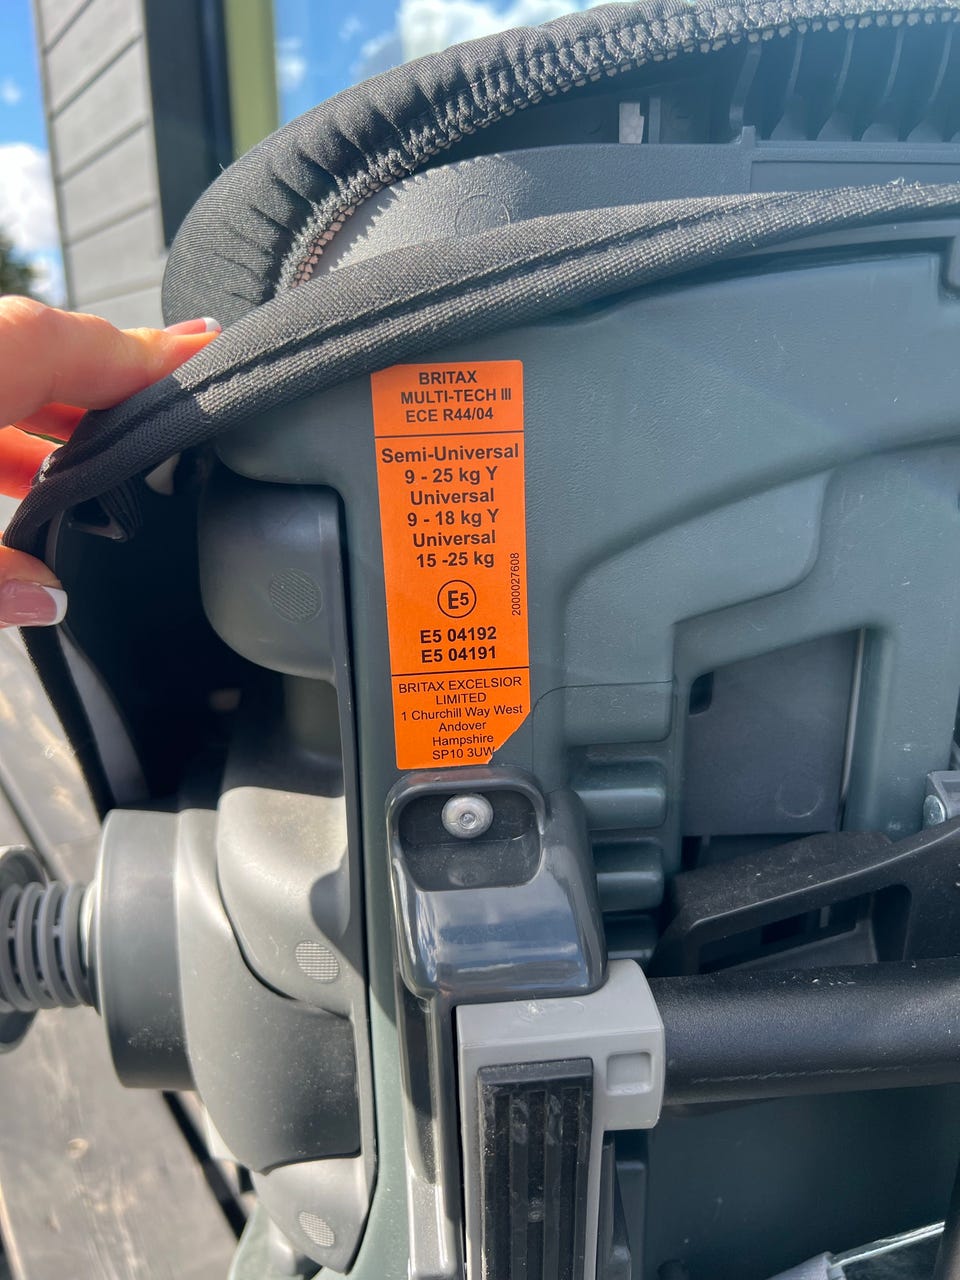 BRITAX
MULTI-TECH III
ECE R44/04
Semi-Universal
9 - 25 kg Y
Universal
9 - 18 kg Y
Universal
15 -25 kg
E5
2000027608
E5 04192
E5 04191
BRITAX EXCELSIOR
LIMITED
1 Churchill Way West
Andover
Hampshire
SP10 3UW